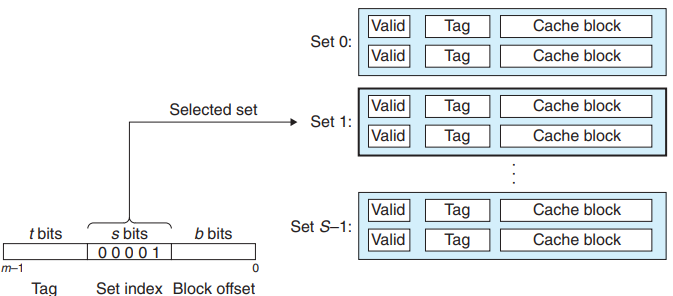 Valid Tag Cache block
Set 0:
Valid Tag Cache block
Selected set
Valid Tag Cache block
Set 1:
Valid Tag Cache block
t bits s bits b bits
0 0 0 0 1
m–1 0
Tag Set index Block offset
Valid Tag Cache block
Set S–1:
Valid Tag Cache block